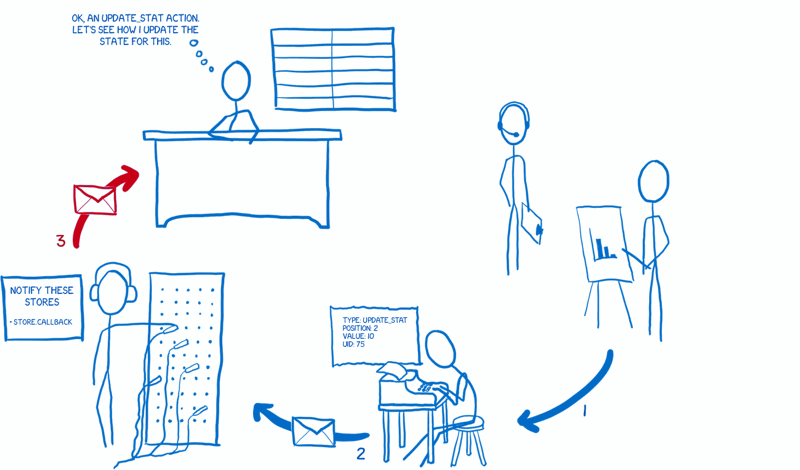 OK, AN UPDATE_STAT ACTION.
LET'S SEE HOW I UPDATE THE
STATE FOR THIS.
3
NOTIFY THESE
STORES
• STORE.CALLBACK
TYPE: UPDATE_STAT
POSITION: 2
VALUE: 10
UID: 75
1
2